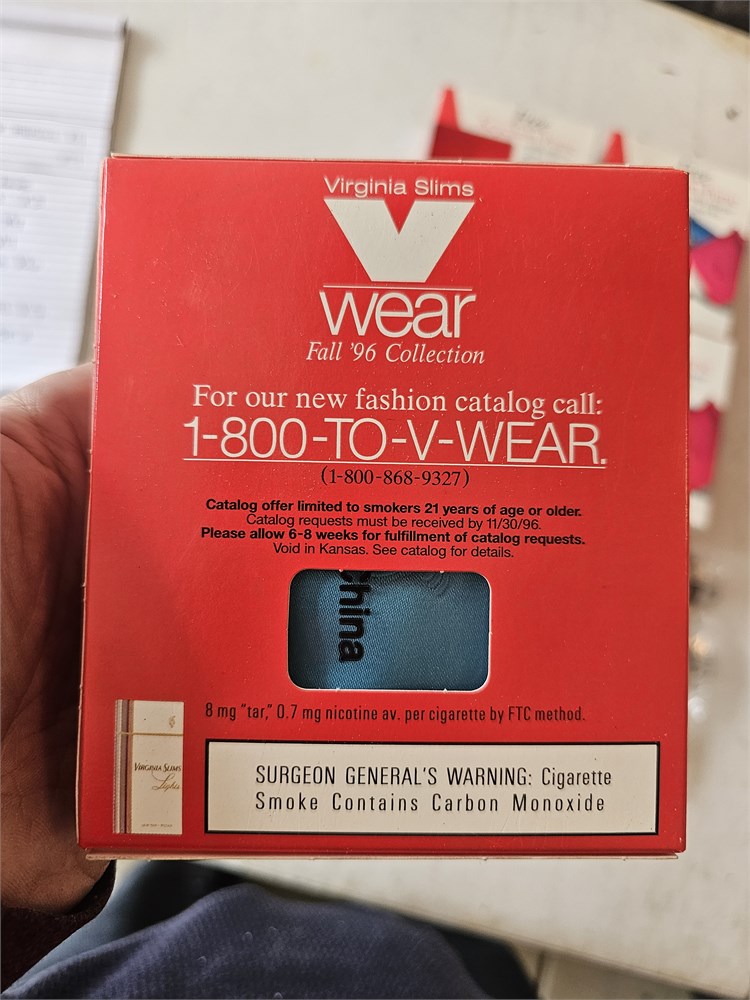 Virginia Slims
V
wear
Fall '96 Collection
For our new fashion catalog call:
1-800-TO-V-WEAR.
(1-800-868-9327)
Catalog offer limited to smokers 21 years of age or older.
Catalog requests must be received by 11/30/96.
Please allow 6-8 weeks for fulfillment of catalog requests.
Void in Kansas. See catalog for details.
China
8 mg "tar," 0.7 mg nicotine av. per cigarette by FTC method.
VIRGINIA SLIMS
Lights
SURGEON GENERAL'S WARNING: Cigarette
Smoke Contains Carbon Monoxide